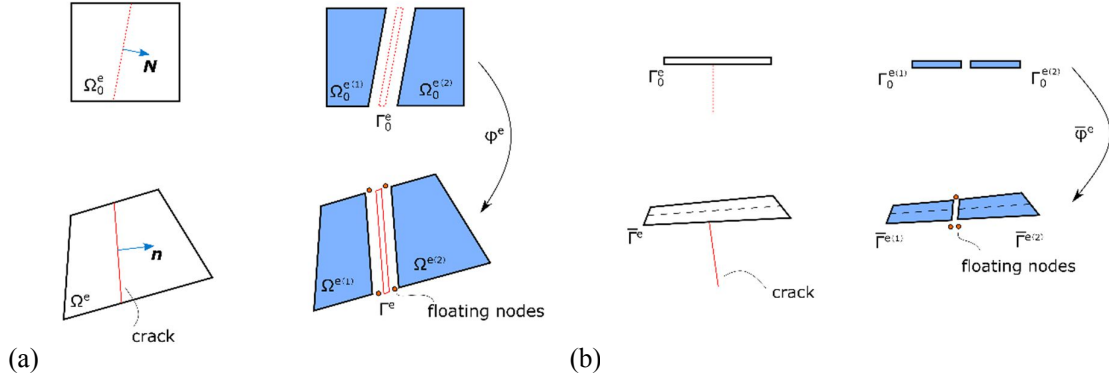 Ω₀ᵉ
N
Ω₀ᵉ⁽¹⁾
Ω₀ᵉ⁽²⁾
Γ₀ᵉ
φᵉ
Ωᵉ
n
crack
Ωᵉ⁽¹⁾
Ωᵉ⁽²⁾
Γᵉ
floating nodes
(a)
Γ₀ᵉ
Γ₀ᵉ⁽¹⁾
Γ₀ᵉ⁽²⁾
φ̅ᵉ
Γ̅ᵉ
crack
Γ̅ᵉ⁽¹⁾
Γ̅ᵉ⁽²⁾
floating nodes
(b)